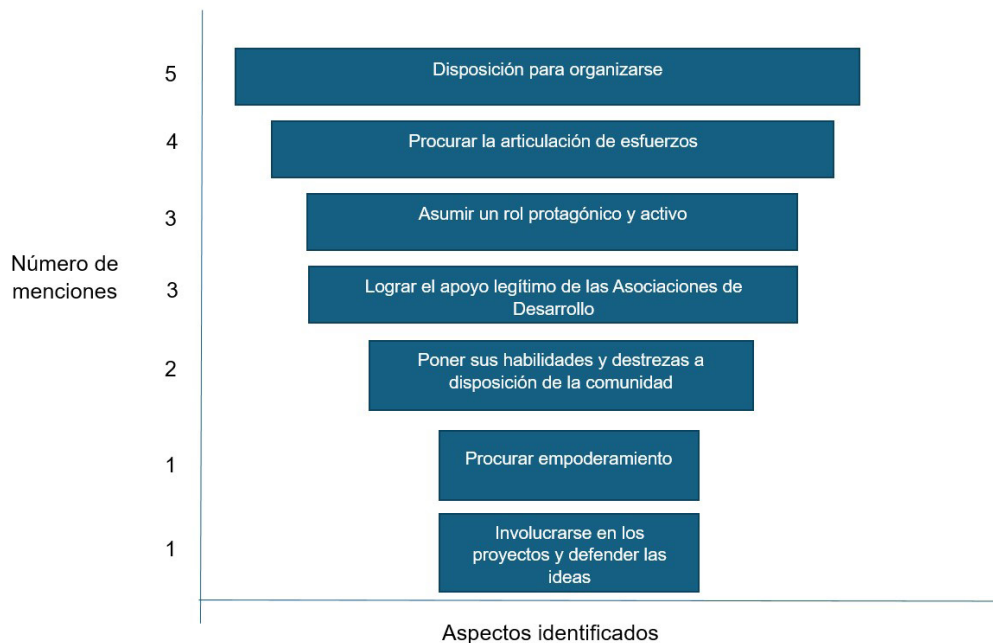 5
Disposición para organizarse
4
Procurar la articulación de esfuerzos
3
Asumir un rol protagónico y activo
Número de
menciones
3
Lograr el apoyo legítimo de las Asociaciones de
Desarrollo
2
Poner sus habilidades y destrezas a
disposición de la comunidad
1
Procurar empoderamiento
1
Involucrarse en los
proyectos y defender las
ideas
Aspectos identificados